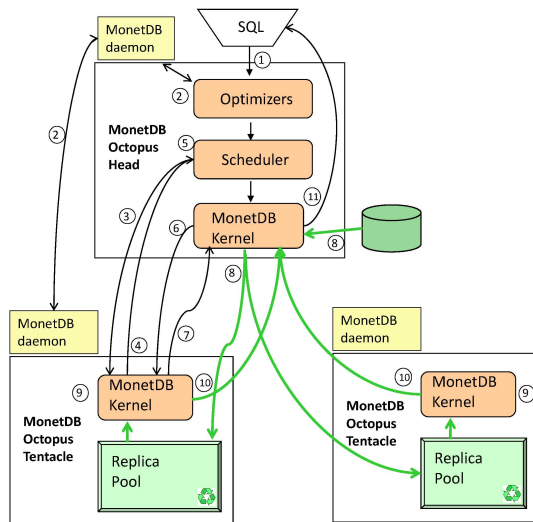 SQL
MonetDB
daemon
1
2
Optimizers
MonetDB
Octopus
Head
5
Scheduler
2
3
6
11
MonetDB
Kernel
8
8
MonetDB
daemon
4
7
MonetDB
daemon
9
MonetDB
Kernel
10
10
MonetDB
Kernel
9
MonetDB
Octopus
Tentacle
MonetDB
Octopus
Tentacle
Replica
Pool
Replica
Pool